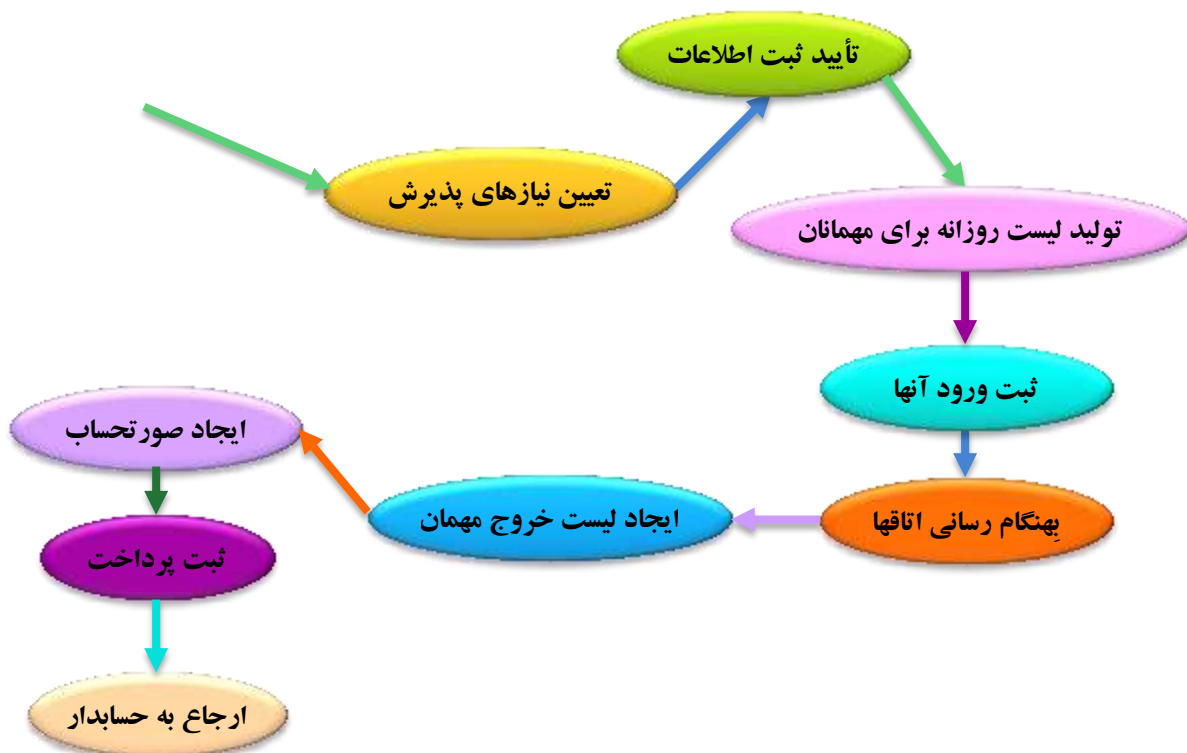 تأیید ثبت اطلاعات
تعیین نیازهای پذیرش
تولید لیست روزانه برای مهمانان
ثبت ورود آنها
بِهنگام رسانی اتاقها
ایجاد لیست خروج مهمان
ایجاد صورتحساب
ثبت پرداخت
ارجاع به حسابدار